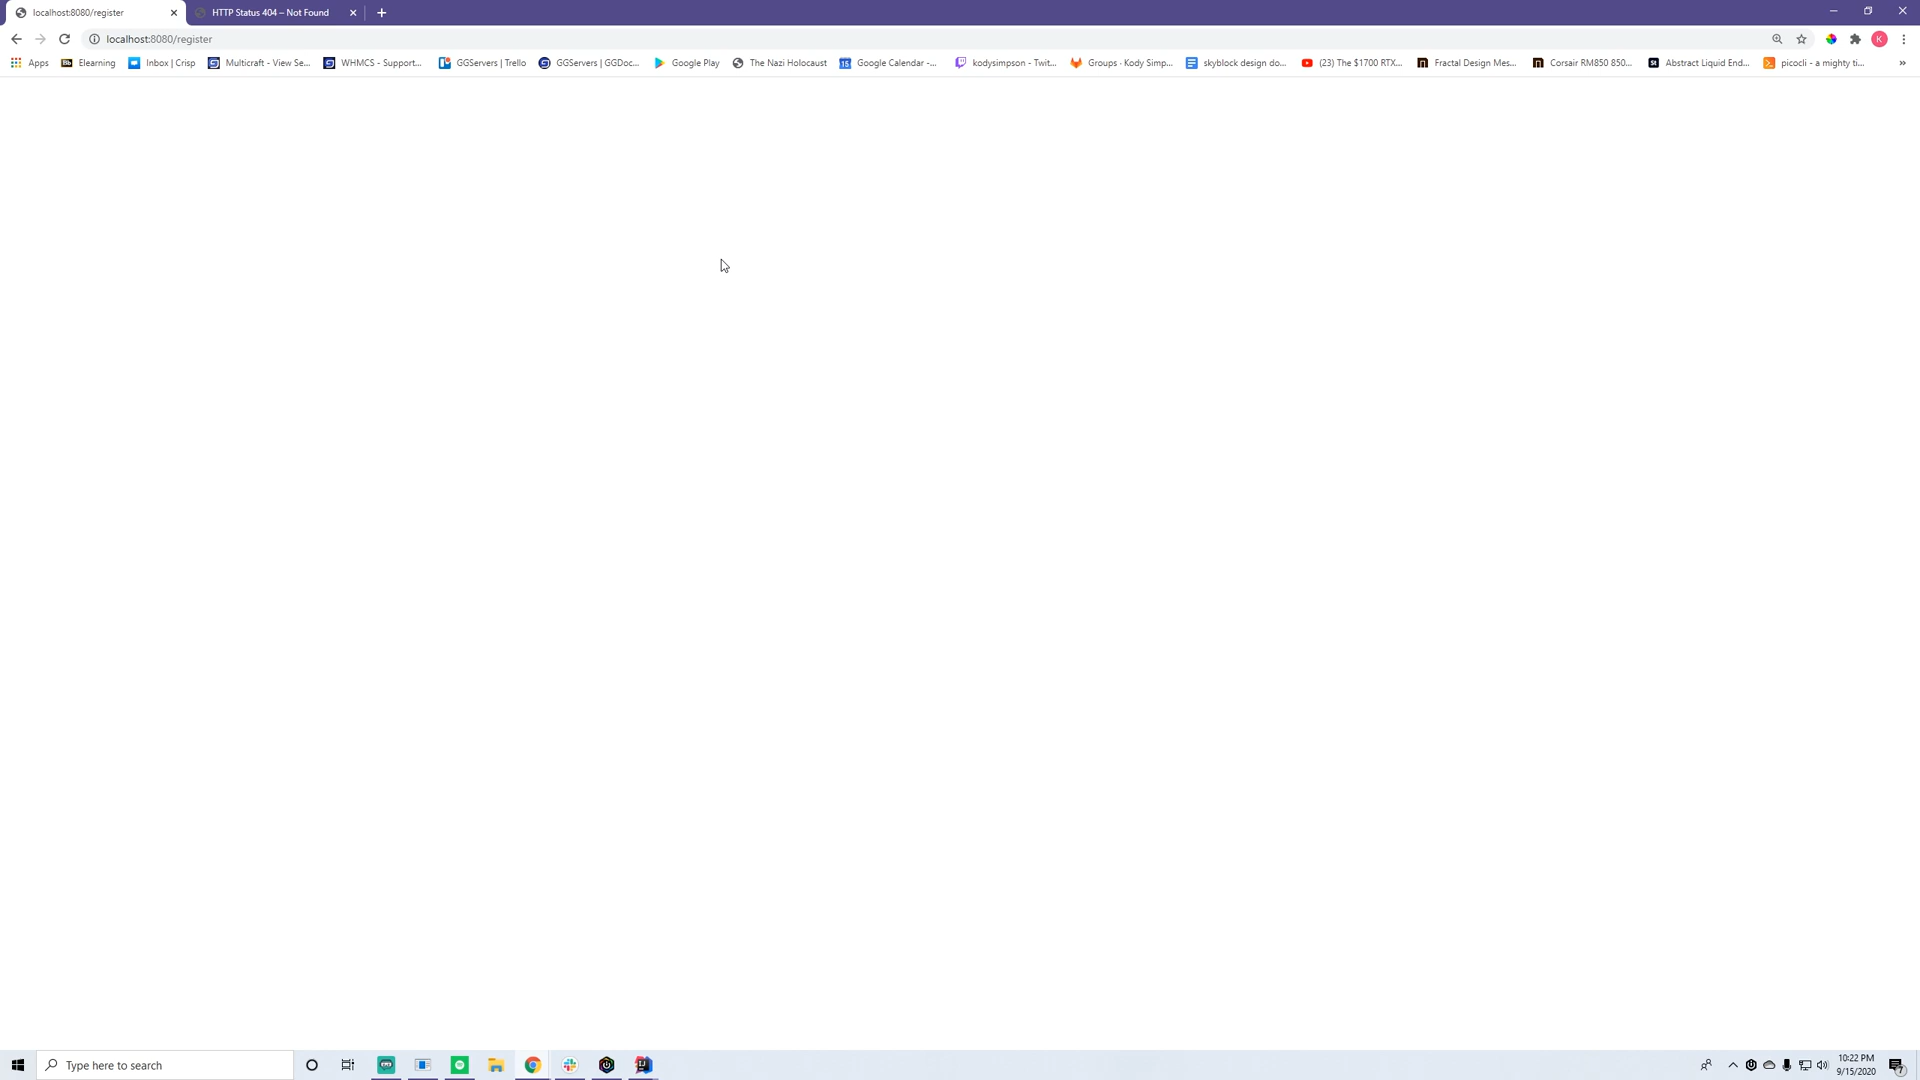 localhost:8080/register
HTTP Status 404 – Not Found
localhost:8080/register
K
Apps
Elearning
Inbox | Crisp
Multicraft - View Se...
WHMCS - Support...
GGServers | Trello
GGServers | GGDoc...
Google Play
The Nazi Holocaust
Google Calendar -...
kodysimpson - Twit...
Groups · Kody Simp...
skyblock design do...
(23) The $1700 RTX...
Fractal Design Mes...
Corsair RM850 850...
Abstract Liquid End...
picocli - a mighty ti...
Type here to search
10:22 PM
9/15/2020